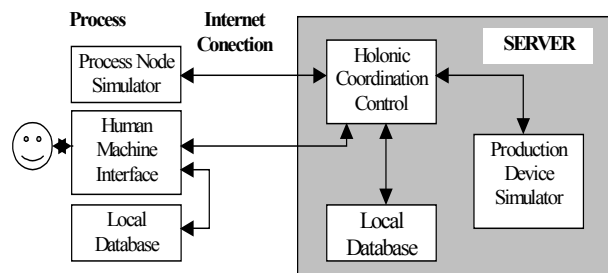 Process
Internet
Conection
SERVER
Process Node
Simulator
Holonic
Coordination
Control
Human
Machine
Interface
Production
Device
Simulator
Local
Database
Local
Database